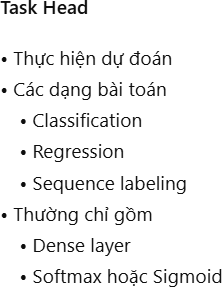 Task Head
• Thực hiện dự đoán
• Các dạng bài toán
• Classification
• Regression
• Sequence labeling
• Thường chỉ gồm
• Dense layer
• Softmax hoặc Sigmoid